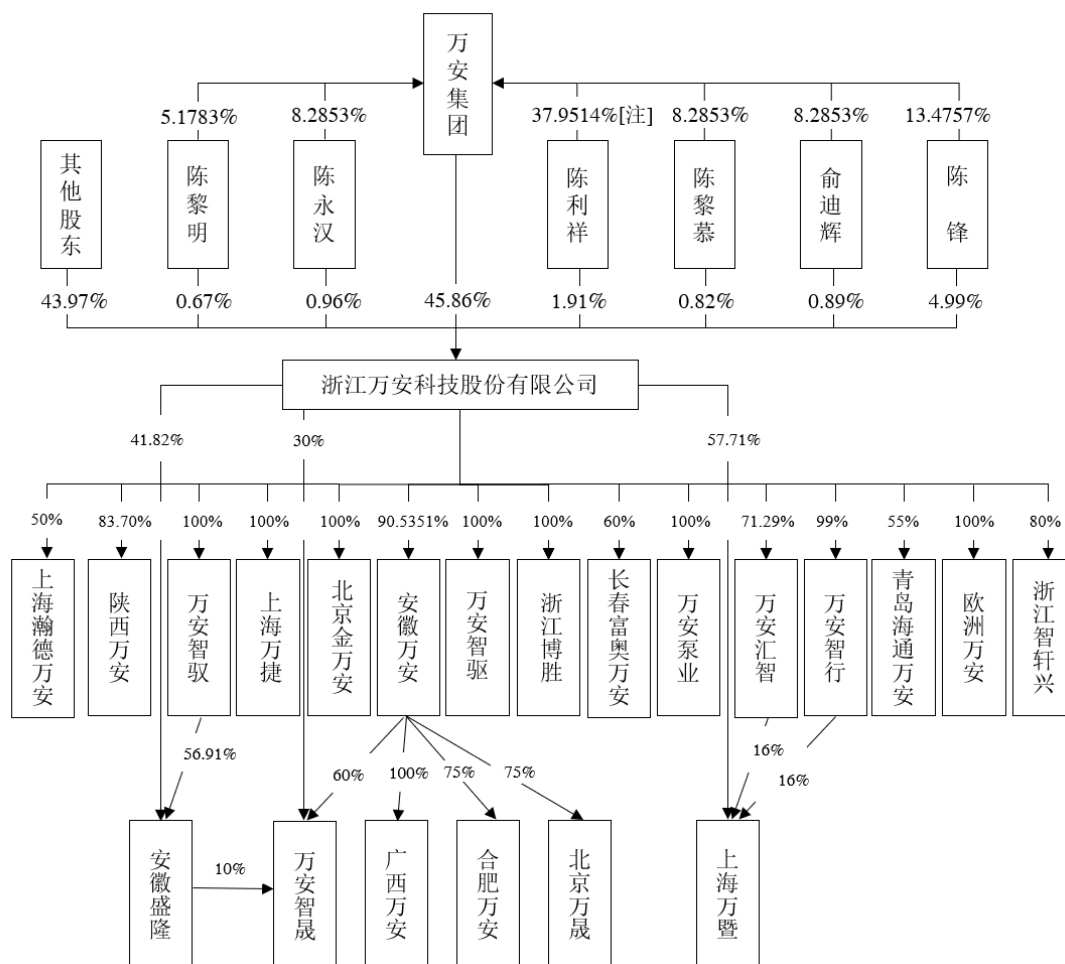 万安集团
5.1783%
8.2853%
37.9514%[注]
8.2853%
8.2853%
13.4757%
其他股东
陈黎明
陈永汉
陈利祥
陈黎慕
俞迪辉
陈锋
43.97%
0.67%
0.96%
45.86%
1.91%
0.82%
0.89%
4.99%
浙江万安科技股份有限公司
41.82%
30%
57.71%
50%
83.70%
100%
100%
100%
90.5351%
100%
100%
60%
100%
71.29%
99%
55%
100%
80%
上海瀚德万安
陕西万安
万安智驭
上海万捷
北京金万安
安徽万安
万安智驱
浙江博胜
长春富奥万安
万安泵业
万安汇智
万安智行
青岛海通万安
欧洲万安
浙江智轩兴
56.91%
60%
100%
75%
75%
16%
16%
安徽盛隆
10%
万安智晟
广西万安
合肥万安
北京万晟
上海万暨